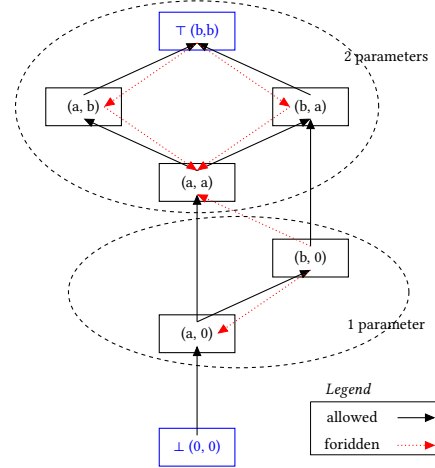 ⊤ (b,b)
2 parameters
(a, b)
(b, a)
(a, a)
(b, 0)
(a, 0)
1 parameter
Legend
allowed
foridden
⊥ (0, 0)